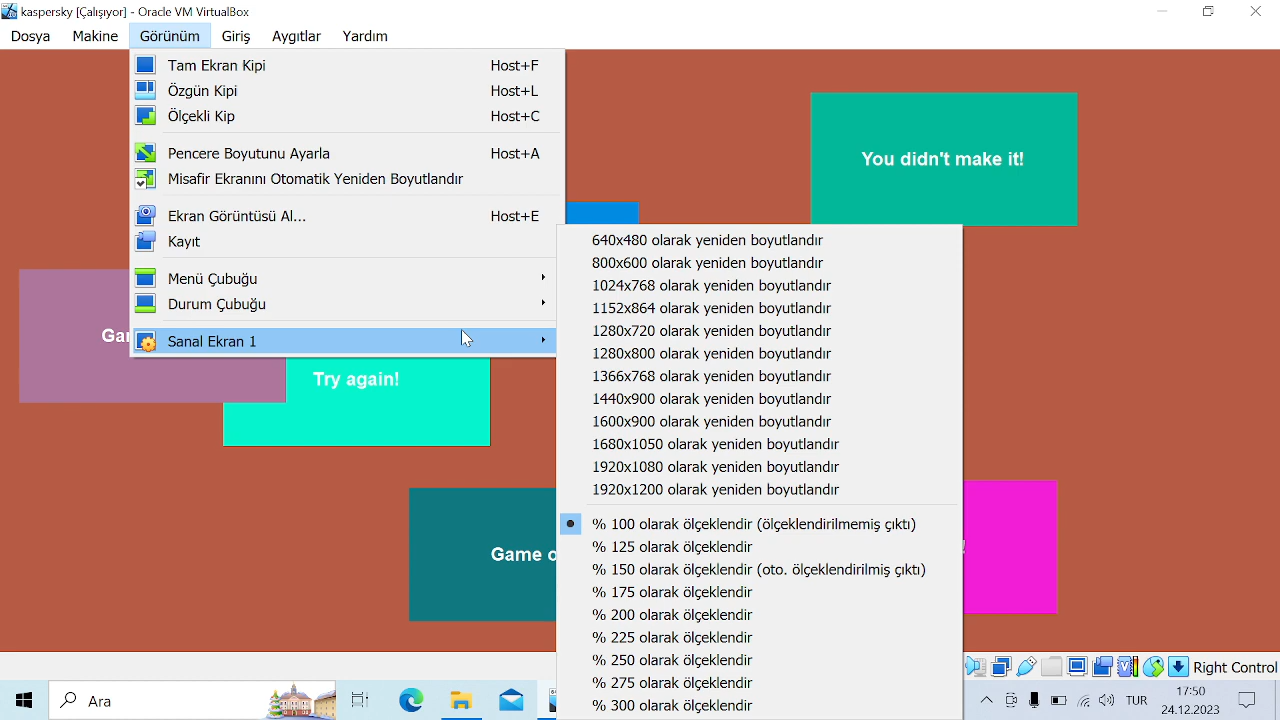 kaspersky [Çalışıyor] - Oracle VM VirtualBox
Dosya Makine Görünüm Giriş Aygıtlar Yardım
Tam Ekran Kipi Host+F
Özgün Kipi Host+L
Ölçekli Kip Host+C
Pencere Boyutunu Ayarla Host+A
Misafir Ekranını Otomatik Yeniden Boyutlandır
Ekran Görüntüsü Al... Host+E
Kayıt
Menü Çubuğu
Durum Çubuğu
Sanal Ekran 1
640x480 olarak yeniden boyutlandır
800x600 olarak yeniden boyutlandır
1024x768 olarak yeniden boyutlandır
1152x864 olarak yeniden boyutlandır
1280x720 olarak yeniden boyutlandır
1280x800 olarak yeniden boyutlandır
1366x768 olarak yeniden boyutlandır
1440x900 olarak yeniden boyutlandır
1600x900 olarak yeniden boyutlandır
1680x1050 olarak yeniden boyutlandır
1920x1080 olarak yeniden boyutlandır
1920x1200 olarak yeniden boyutlandır
% 100 olarak ölçeklendir (ölçeklendirilmemiş çıktı)
% 125 olarak ölçeklendir
% 150 olarak ölçeklendir (oto. ölçeklendirilmiş çıktı)
% 175 olarak ölçeklendir
% 200 olarak ölçeklendir
% 225 olarak ölçeklendir
% 250 olarak ölçeklendir
% 275 olarak ölçeklendir
% 300 olarak ölçeklendir
You didn't make it!
Try again!
Game
Right Control
Ara
TUR
17:50
24.12.2023